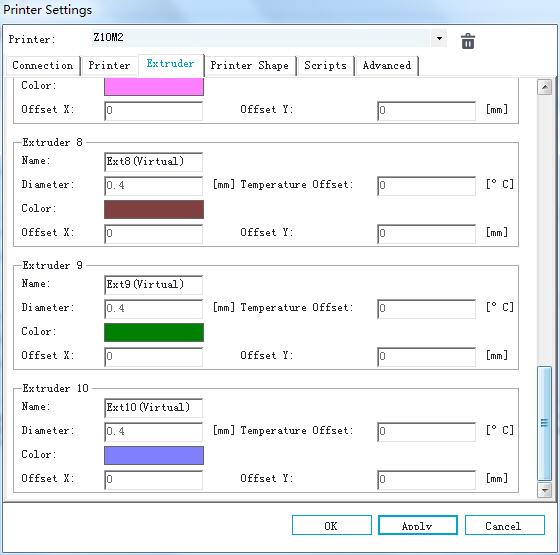 Printer Settings
Printer: Z10M2
Connection Printer Extruder Printer Shape Scripts Advanced
Color:
Offset X: 0 Offset Y: 0 [mm]
Extruder 8
Name: Ext8(Virtual)
Diameter: 0.4 [mm] Temperature Offset: 0 [° C]
Color:
Offset X: 0 Offset Y: 0 [mm]
Extruder 9
Name: Ext9(Virtual)
Diameter: 0.4 [mm] Temperature Offset: 0 [° C]
Color:
Offset X: 0 Offset Y: 0 [mm]
Extruder 10
Name: Ext10(Virtual)
Diameter: 0.4 [mm] Temperature Offset: 0 [° C]
Color:
Offset X: 0 Offset Y: 0 [mm]
OK Apply Cancel